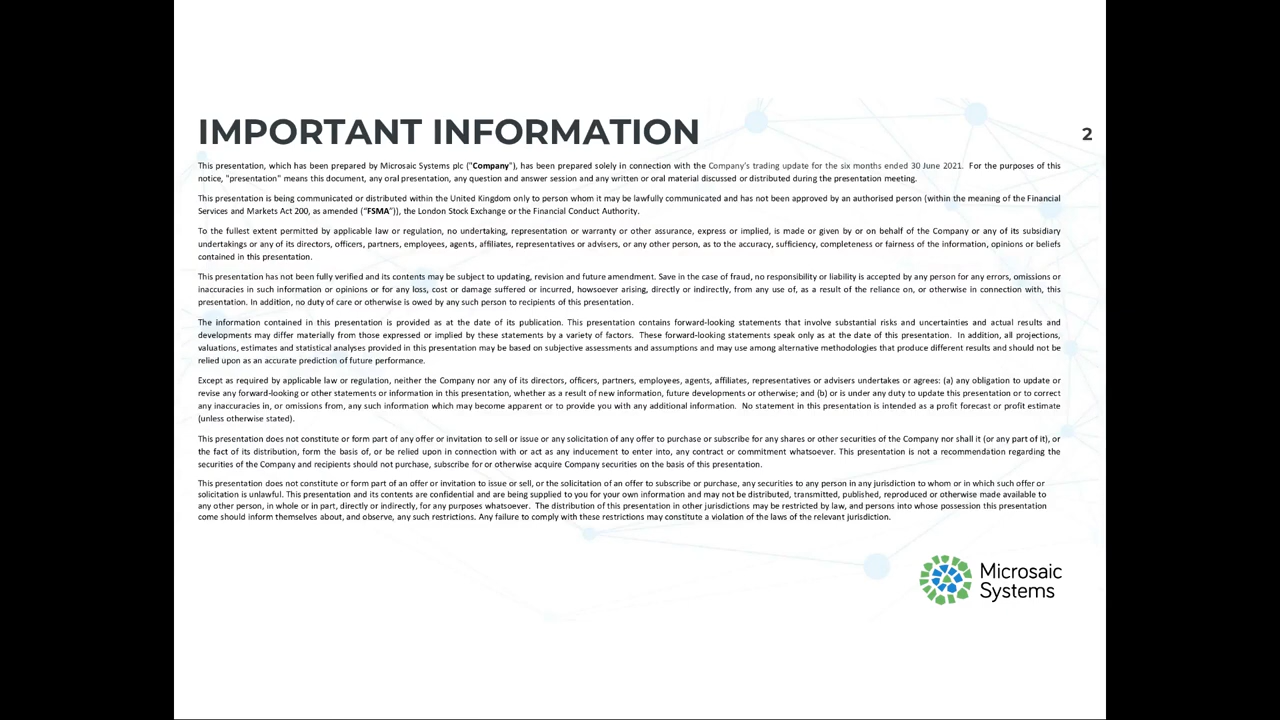 IMPORTANT INFORMATION
2
This presentation, which has been prepared by Microsaic Systems plc ("Company"), has been prepared solely in connection with the Company's trading update for the six months ended 30 June 2021. For the purposes of this
notice, "presentation" means this document, any oral presentation, any question and answer session and any written or oral material discussed or distributed during the presentation meeting.
This presentation is being communicated or distributed within the United Kingdom only to person whom it may be lawfully communicated and has not been approved by an authorised person (within the meaning of the Financial
Services and Markets Act 200, as amended ("FSMA")), the London Stock Exchange or the Financial Conduct Authority.
To the fullest extent permitted by applicable law or regulation, no undertaking, representation or warranty or other assurance, express or implied, is made or given by or on behalf of the Company or any of its subsidiary
undertakings or any of its directors, officers, partners, employees, agents, affiliates, representatives or advisers, or any other person, as to the accuracy, sufficiency, completeness or fairness of the information, opinions or beliefs
contained in this presentation.
This presentation has not been fully verified and its contents may be subject to updating, revision and future amendment. Save in the case of fraud, no responsibility or liability is accepted by any person for any errors, omissions or
inaccuracies in such information or opinions or for any loss, cost or damage suffered or incurred, howsoever arising, directly or indirectly, from any use of, as a result of the reliance on, or otherwise in connection with, this
presentation. In addition, no duty of care or otherwise is owed by any such person to recipients of this presentation.
The information contained in this presentation is provided as at the date of its publication. This presentation contains forward-looking statements that involve substantial risks and uncertainties and actual results and
developments may differ materially from those expressed or implied by these statements by a variety of factors. These forward-looking statements speak only as at the date of this presentation. In addition, all projections,
valuations, estimates and statistical analyses provided in this presentation may be based on subjective assessments and assumptions and may use among alternative methodologies that produce different results and should not be
relied upon as an accurate prediction of future performance.
Except as required by applicable law or regulation, neither the Company nor any of its directors, officers, partners, employees, agents, affiliates, representatives or advisers undertakes or agrees: (a) any obligation to update or
revise any forward-looking or other statements or information in this presentation, whether as a result of new information, future developments or otherwise; and (b) or is under any duty to update this presentation or to correct
any inaccuracies in, or omissions from, any such information which may become apparent or to provide you with any additional information. No statement in this presentation is intended as a profit forecast or profit estimate
(unless otherwise stated).
This presentation does not constitute or form part of any offer or invitation to sell or issue or any solicitation of any offer to purchase or subscribe for any shares or other securities of the Company nor shall it (or any part of it), or
the fact of its distribution, form the basis of, or be relied upon in connection with or act as any inducement to enter into, any contract or commitment whatsoever. This presentation is not a recommendation regarding the
securities of the Company and recipients should not purchase, subscribe for or otherwise acquire Company securities on the basis of this presentation.
This presentation does not constitute or form part of an offer or invitation to issue or sell, or the solicitation of an offer to subscribe or purchase, any securities to any person in any jurisdiction to whom or in which such offer or
solicitation is unlawful. This presentation and its contents are confidential and are being supplied to you for your own information and may not be distributed, transmitted, published, reproduced or otherwise made available to
any other person, in whole or in part, directly or indirectly, for any purposes whatsoever. The distribution of this presentation in other jurisdictions may be restricted by law, and persons into whose possession this presentation
come should inform themselves about, and observe, any such restrictions. Any failure to comply with these restrictions may constitute a violation of the laws of the relevant jurisdiction.
Microsaic
Systems